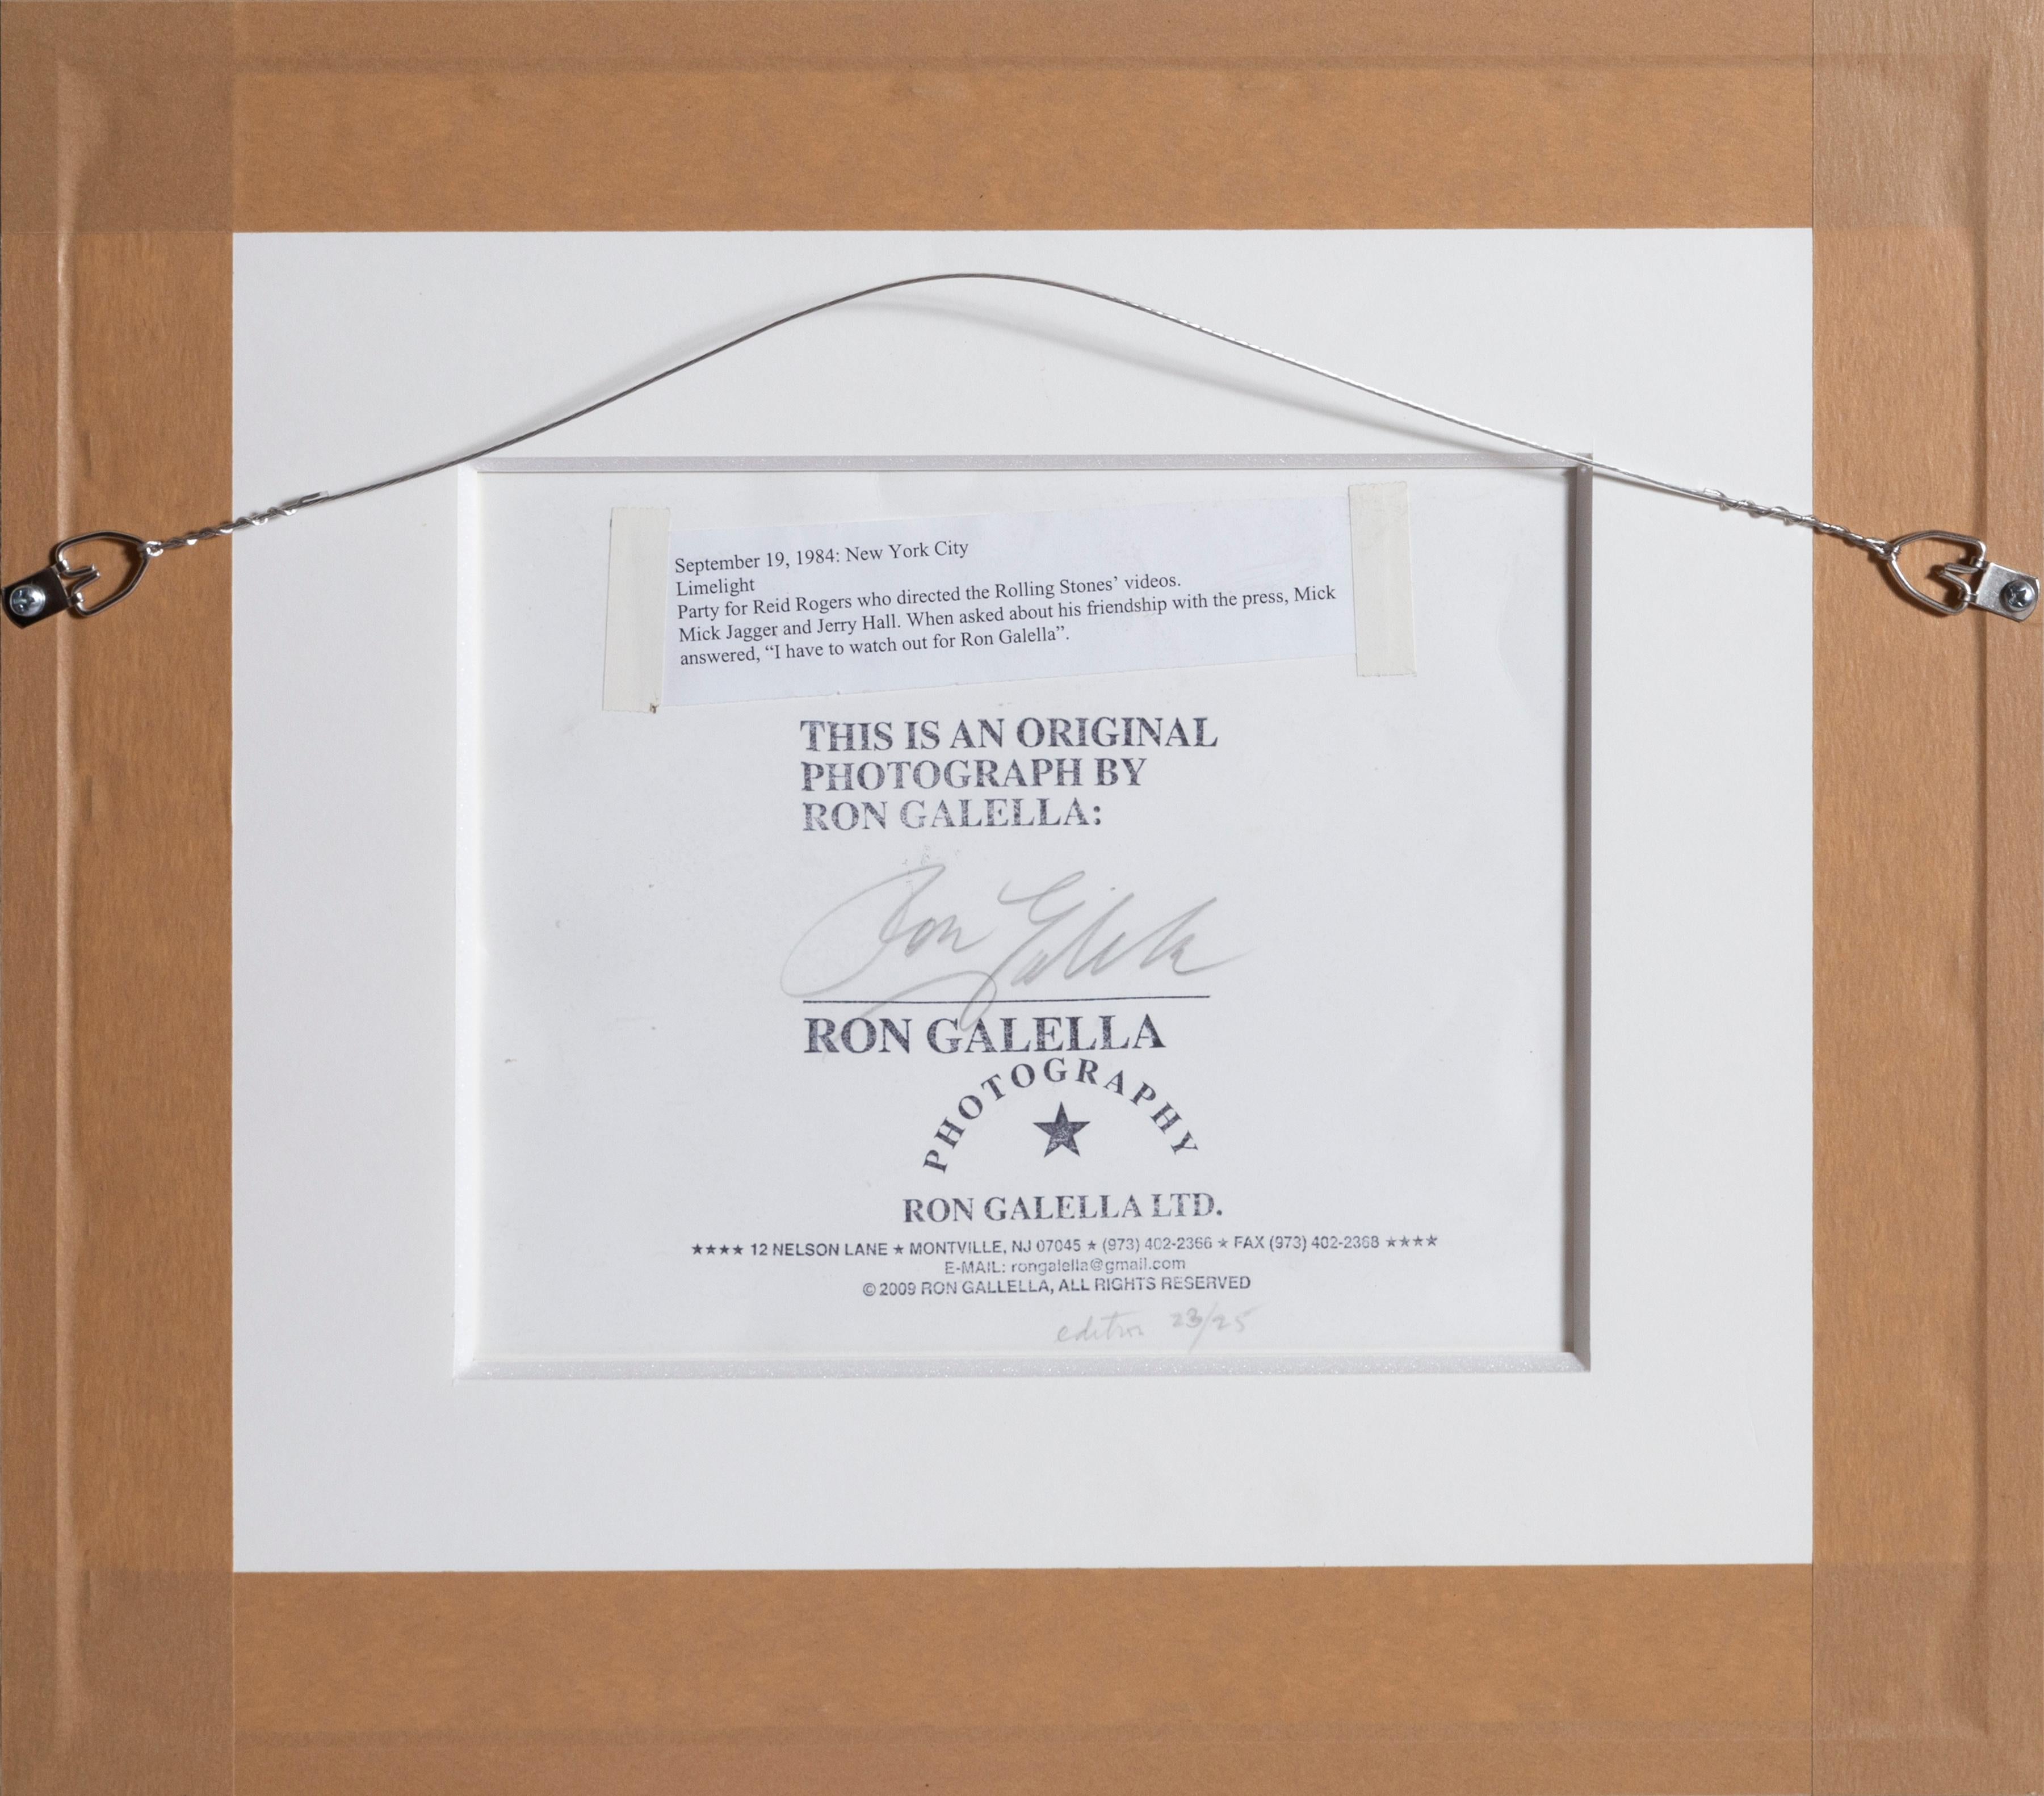 September 19, 1984: New York City
Limelight
Party for Reid Rogers who directed the Rolling Stones’ videos.
Mick Jagger and Jerry Hall. When asked about his friendship with the press, Mick
answered, “I have to watch out for Ron Galella”.
THIS IS AN ORIGINAL
PHOTOGRAPH BY
RON GALELLA:
Ron Galella
RON GALELLA
PHOTOGRAPHY
★
RON GALELLA LTD.
★★★★ 12 NELSON LANE ★ MONTVILLE, NJ 07045 ★ (973) 402-2366 ★ FAX (973) 402-2368 ★★★★
E-MAIL: rongalella@gmail.com
© 2009 RON GALLELLA, ALL RIGHTS RESERVED
edition 23/25